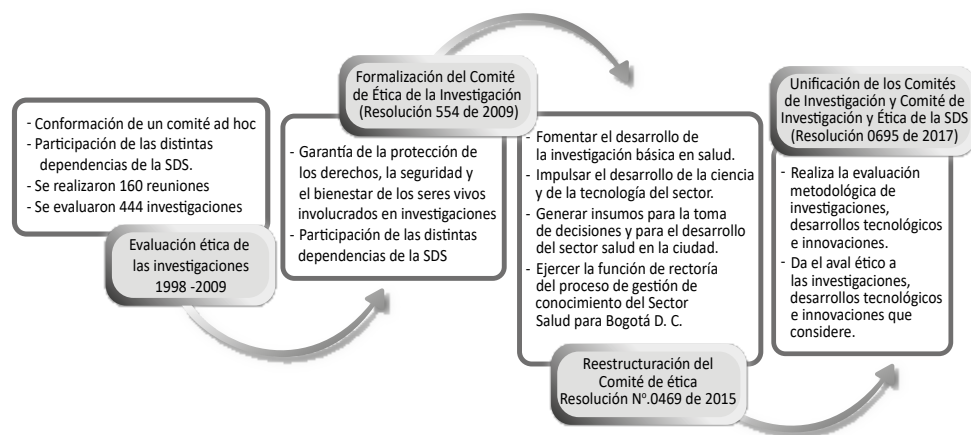 - Conformación de un comité ad hoc
- Participación de las distintas
dependencias de la SDS.
- Se realizaron 160 reuniones
- Se evaluaron 444 investigaciones
Evaluación ética de
las investigaciones
1998 -2009
Formalización del Comité
de Ética de la Investigación
(Resolución 554 de 2009)
- Garantía de la protección de
los derechos, la seguridad y
el bienestar de los seres vivos
involucrados en investigaciones
- Participación de las distintas
dependencias de la SDS
- Fomentar el desarrollo de
la investigación básica en salud.
- Impulsar el desarrollo de la ciencia
y de la tecnología del sector.
- Generar insumos para la toma
de decisiones y para el desarrollo
del sector salud en la ciudad.
- Ejercer la función de rectoría
del proceso de gestión de
conocimiento del Sector
Salud para Bogotá D. C.
Reestructuración del
Comité de ética
Resolución Nº.0469 de 2015
Unificación de los Comités
de Investigación y Comité de
Investigación y Ética de la SDS
(Resolución 0695 de 2017)
- Realiza la evaluación
metodológica de
investigaciones,
desarrollos tecnológicos
e innovaciones.
- Da el aval ético a
las investigaciones,
desarrollos tecnológicos
e innovaciones que
considere.